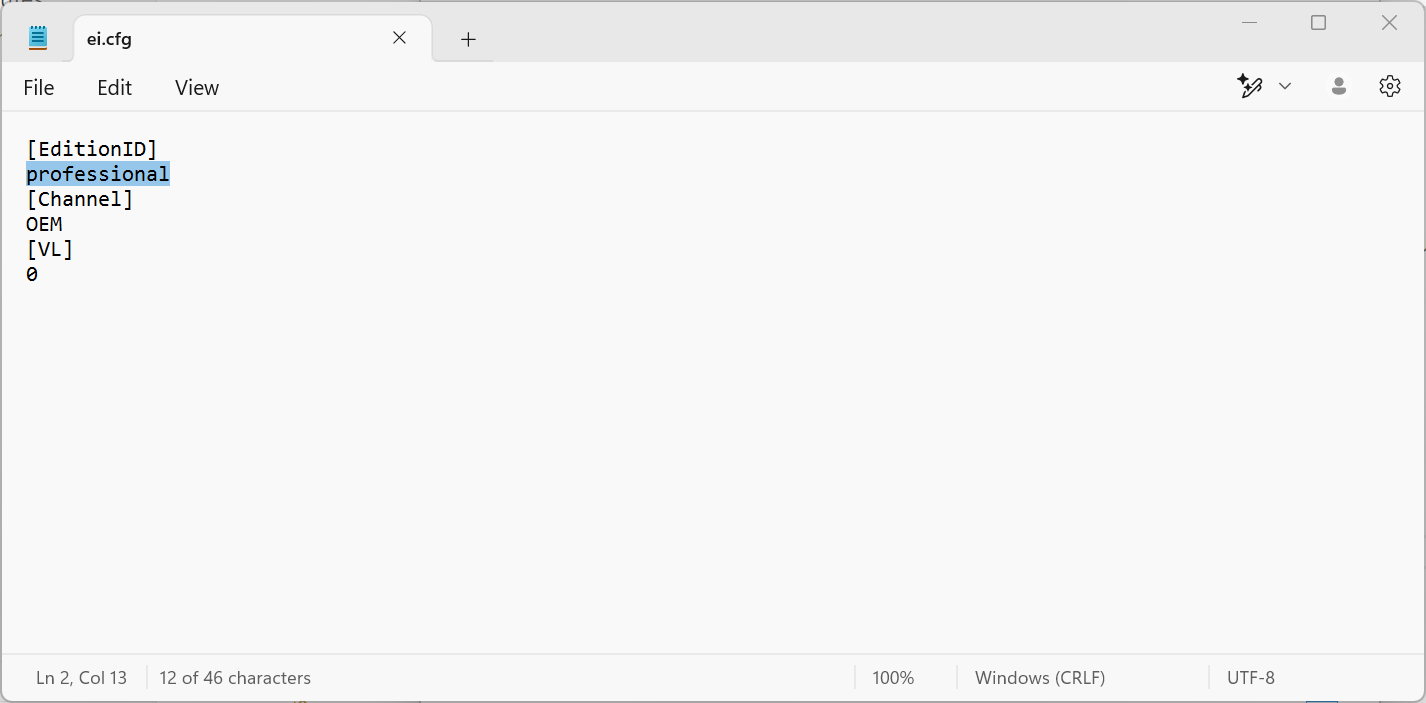 ei.cfg
File Edit View
[EditionID]
professional
[Channel]
OEM
[VL]
0
Ln 2, Col 13 12 of 46 characters 100% Windows (CRLF) UTF-8